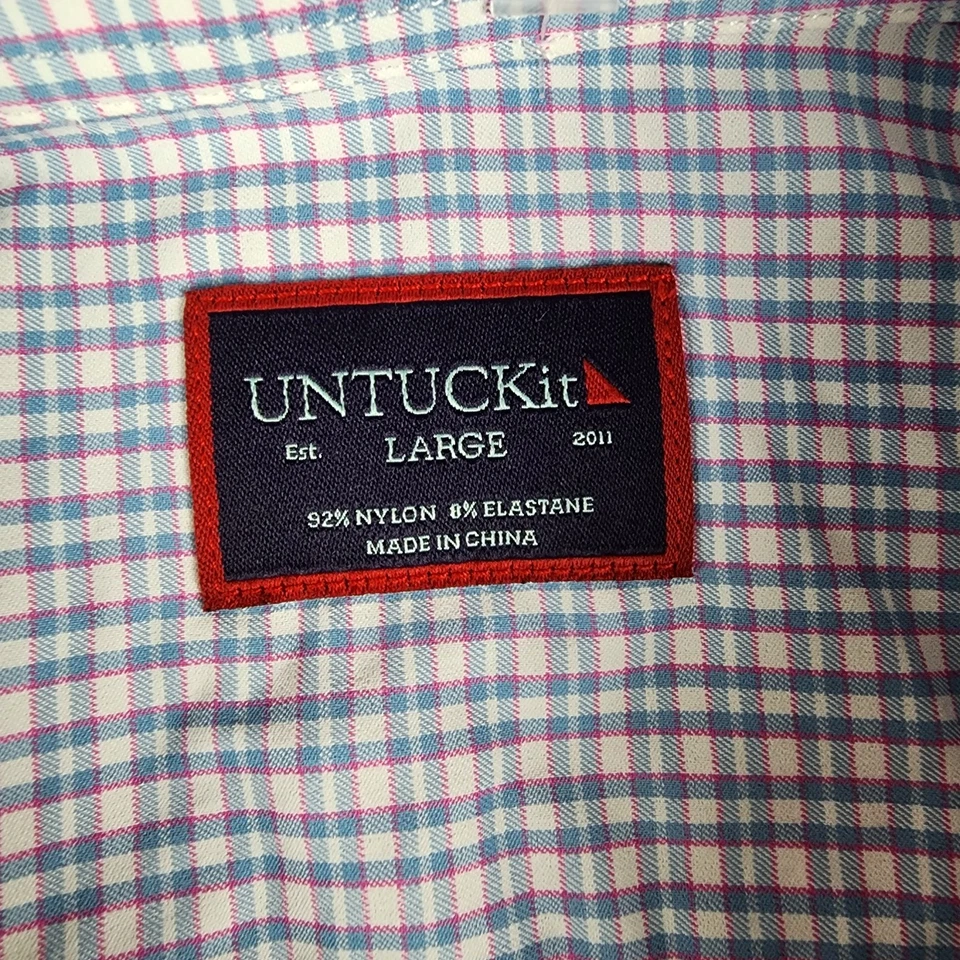 UNTUCKit
Est. LARGE 2011
92% NYLON 8% ELASTANE
MADE IN CHINA